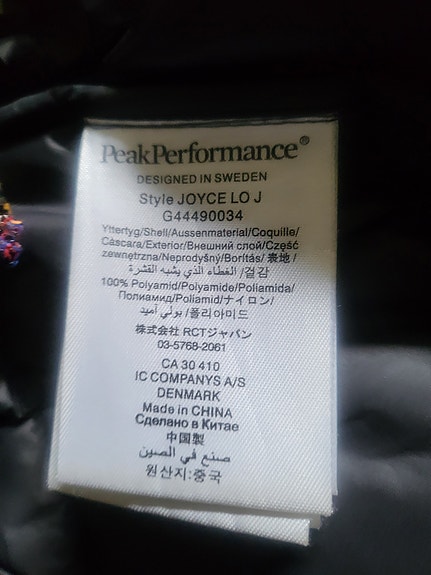 PeakPerformance®
DESIGNED IN SWEDEN
Style JOYCE LO J
G44490034
Yttertyg/Shell/Aussenmaterial/Coquille/
Cáscara/Exterior/Внешний слой/Część
zewnętrzna/Neprodyšný/Borítás/ 表地/
الغطاء الذي يشبه القشرة /겉감
100% Polyamid/Polyamide/Poliamida/
Полиамид/Poliamid/ナイロン/
بولي أميد /폴리아미드
株式会社 RCTジャパン
03-5768-2061
CA 30 410
IC COMPANYS A/S
DENMARK
Made in CHINA
Сделано в Китае
中国製
صنع في الصين
원산지:중국